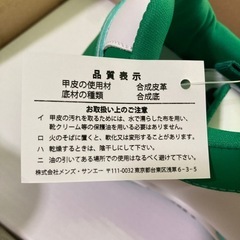 品質表示
甲皮の使用材 合成皮革
底材の種類 合成底
お取扱い上のご注意
イ 甲皮の汚れを取るためには、水で湿らした布を用い、
靴クリーム等の保護油を用いる必要はありません。
ロ 火のそばに置くと、軟化又は変形することがあります。
ハ 乾燥するときは、陰干しにして下さい。
ニ 油の引いてある場所での使用はなるべく避けて下さい。
株式会社メンズ・サンエー 〒111-0032 東京都台東区浅草6-3-5